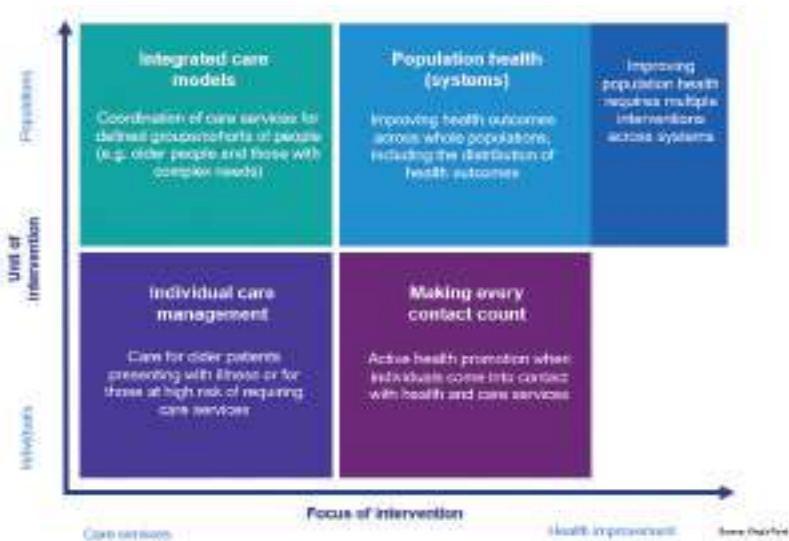 Populations
Unit of
intervention
Individuals
Integrated care
models
Coordination of care services for
defined groups/cohorts of people
(e.g. older people and those with
complex needs)
Population health
(systems)
Improving health outcomes
across whole populations,
including the distribution of
health outcomes
Improving
population health
requires multiple
interventions
across systems
Individual care
management
Care for older patients
presenting with illness or for
those at high risk of requiring
care services
Making every
contact count
Active health promotion when
individuals come into contact
with health and care services
Focus of intervention
Care services
Health improvement
Source: King's Fund